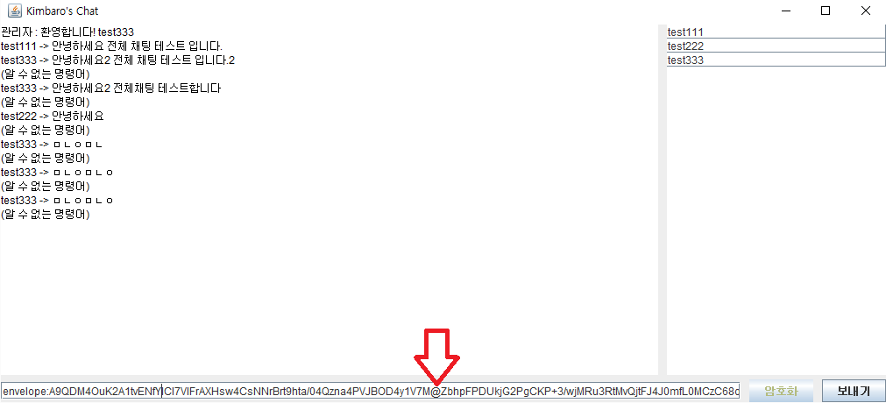 Kimbaro's Chat
관리자 : 환영합니다! test333
test111 -> 안녕하세요 전체 채팅 테스트 입니다.
test333 -> 안녕하세요2 전체 채팅 테스트 입니다.2
(알 수 없는 명령어)
test333 -> 안녕하세요2 전체채팅 테스트합니다
(알 수 없는 명령어)
test222 -> 안녕하세요
(알 수 없는 명령어)
test333 -> ㅁㄴㅇㅁㄴ
(알 수 없는 명령어)
test333 -> ㅁㄴㅇㅁㄴㅇ
(알 수 없는 명령어)
test333 -> ㅁㄴㅇㅁㄴㅇ
(알 수 없는 명령어)
test111
test222
test333
envelope:A9QDM4OuK2A1tvENfYICI7VlFrAXHsw4CsNNrBrt9hta/04Qzna4PVJBOD4y1V7M@ZbhpFPDUkjG2PgCKP+3/wjMRu3RtMvQjtFJ4J0mfL0MCzC68c
암호화
보내기